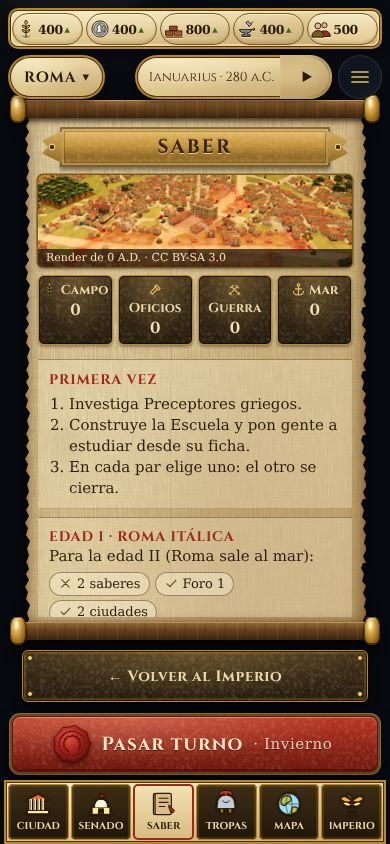 400▲ 400▲ 800▲ 400▲ 500
ROMA ▾ Ianuarius · 280 a.C. ▶
SABER
Render de 0 A.D. · CC BY-SA 3.0
Campo Oficios Guerra Mar
0 0 0 0
PRIMERA VEZ
1. Investiga Preceptores griegos.
2. Construye la Escuela y pon gente a
estudiar desde su ficha.
3. En cada par elige uno: el otro se
cierra.
EDAD I · ROMA ITÁLICA
Para la edad II (Roma sale al mar):
✕ 2 saberes ✓ Foro 1
✓ 2 ciudades
← Volver al Imperio
Pasar turno · Invierno
CIUDAD SENADO SABER TROPAS MAPA IMPERIO